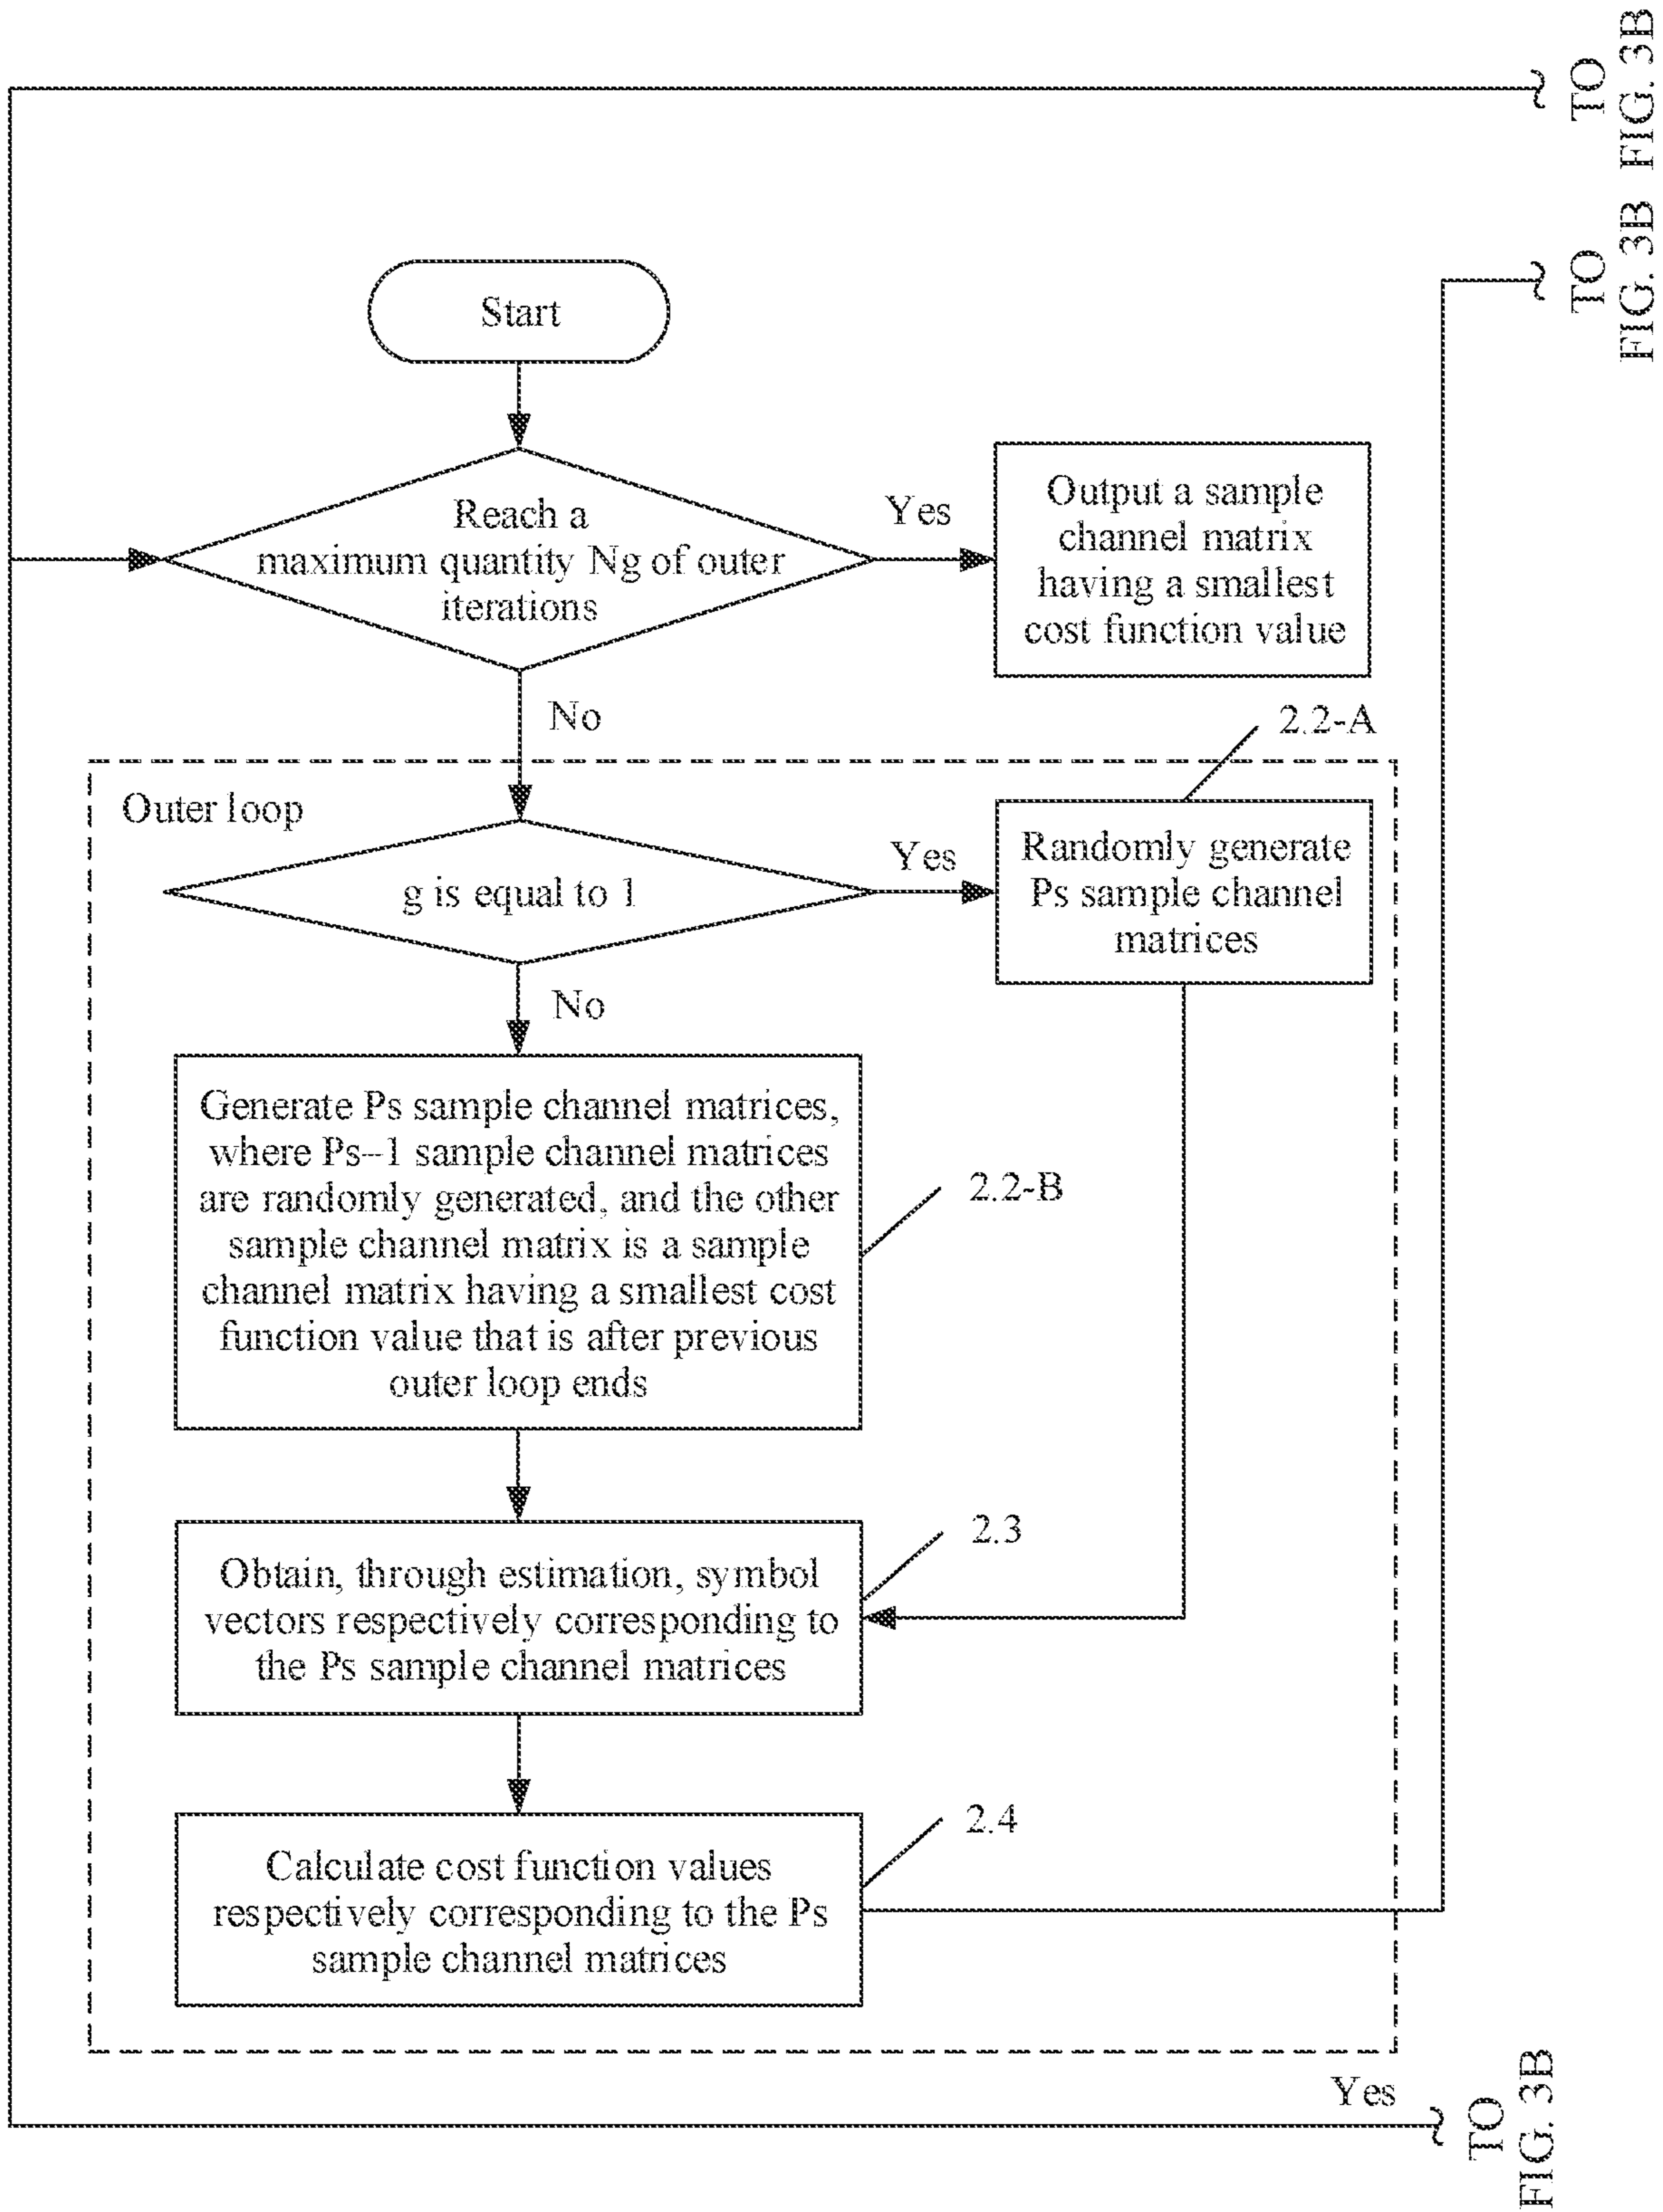 TO
FIG. 3B
TO
FIG. 3B
Start
Reach a
maximum quantity Ng of outer
iterations
Yes
Output a sample
channel matrix
having a smallest
cost function value
No
2.2-A
Outer loop
g is equal to 1
Yes
Randomly generate
Ps sample channel
matrices
No
Generate Ps sample channel matrices,
where Ps-1 sample channel matrices
are randomly generated, and the other
sample channel matrix is a sample
channel matrix having a smallest cost
function value that is after previous
outer loop ends
2.2-B
Obtain, through estimation, symbol
vectors respectively corresponding to
the Ps sample channel matrices
2.3
Calculate cost function values
respectively corresponding to the Ps
sample channel matrices
2.4
Yes
TO
FIG. 3B